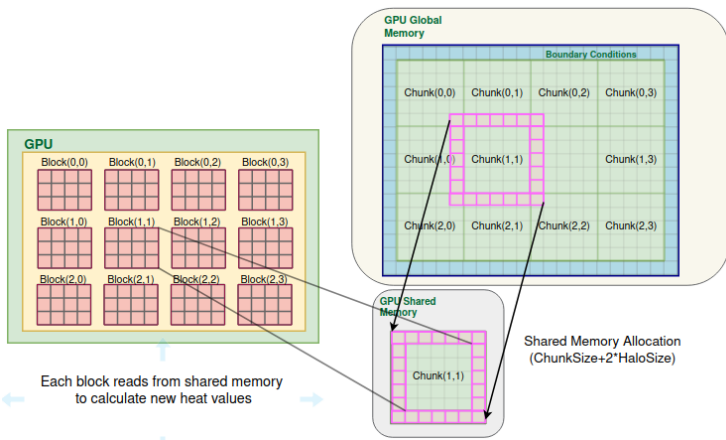 GPU Global
Memory
Boundary Conditions
Chunk(0,0) Chunk(0,1) Chunk(0,2) Chunk(0,3)
Chunk(1,0) Chunk(1,1) Chunk(1,3)
Chunk(2,0) Chunk(2,1) Chunk(2,2) Chunk(2,3)
GPU
Block(0,0) Block(0,1) Block(0,2) Block(0,3)
Block(1,0) Block(1,1) Block(1,2) Block(1,3)
Block(2,0) Block(2,1) Block(2,2) Block(2,3)
Each block reads from shared memory
to calculate new heat values
GPU Shared
Memory
Chunk(1,1)
Shared Memory Allocation
(ChunkSize+2*HaloSize)